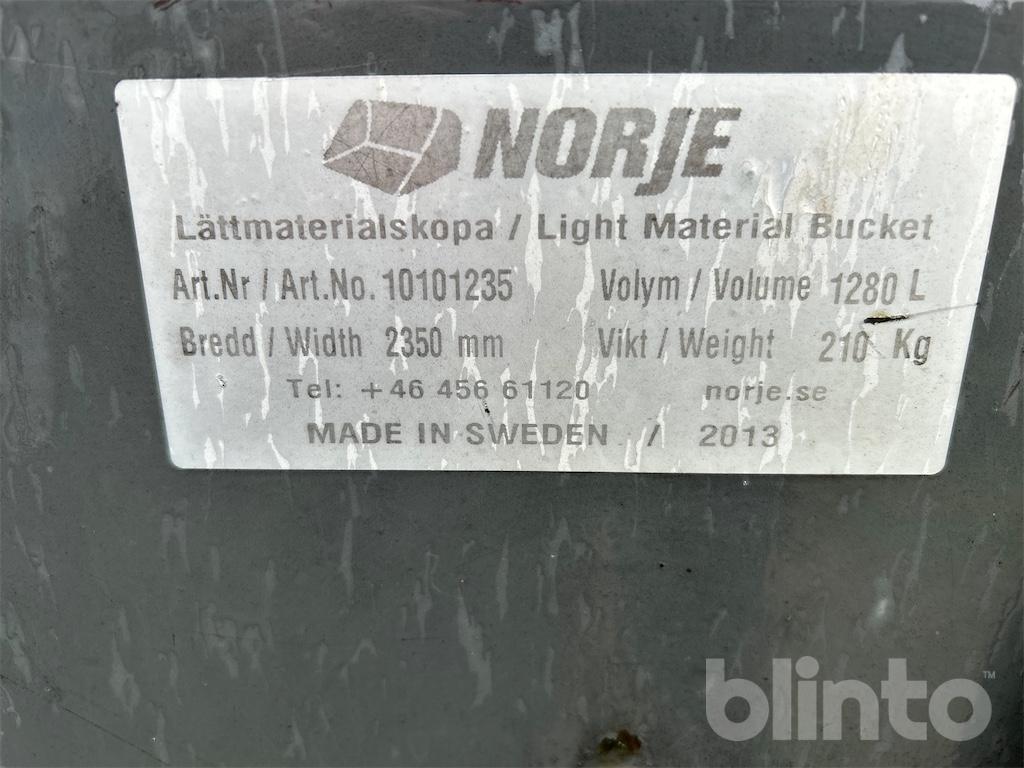 NORJE
Lättmaterialskopa / Light Material Bucket
Art.Nr / Art.No. 10101235 Volym / Volume 1280 L
Bredd / Width 2350 mm Vikt / Weight 210 Kg
Tel: +46 456 61120 norje.se
MADE IN SWEDEN / 2013
blinto™